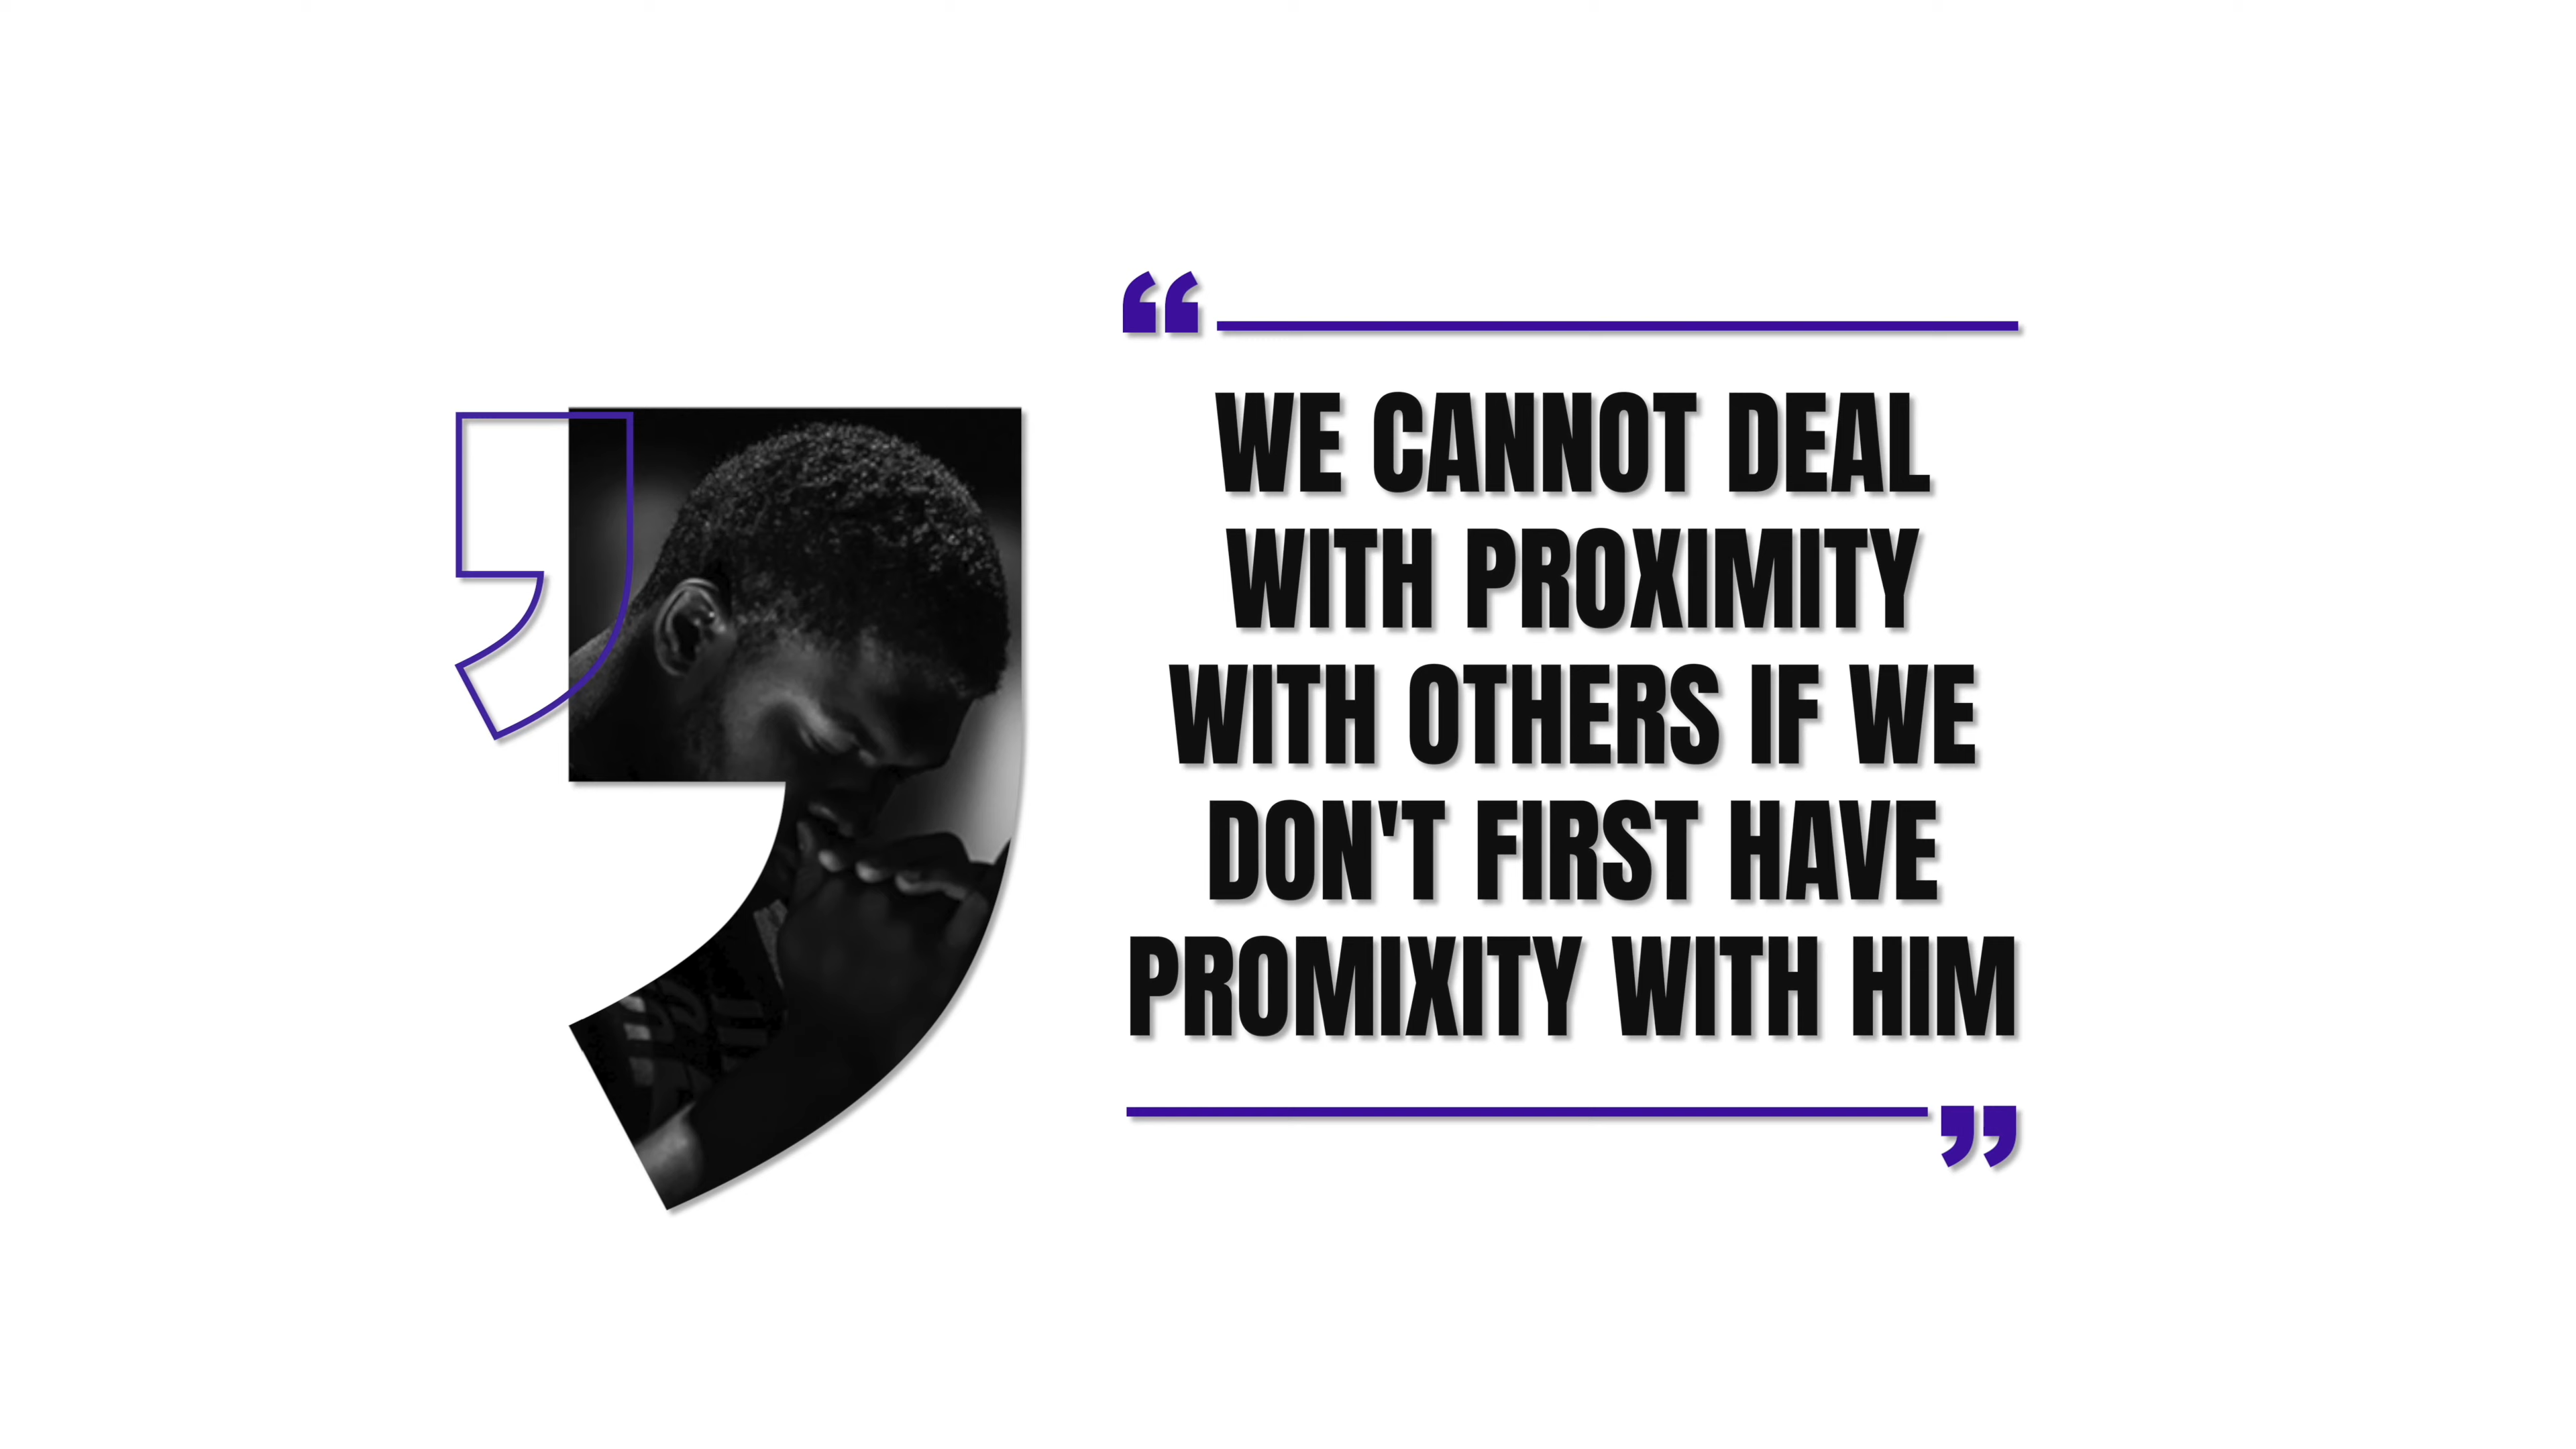 “
WE CANNOT DEAL
WITH PROXIMITY
WITH OTHERS IF WE
DON'T FIRST HAVE
PROMIXITY WITH HIM
”